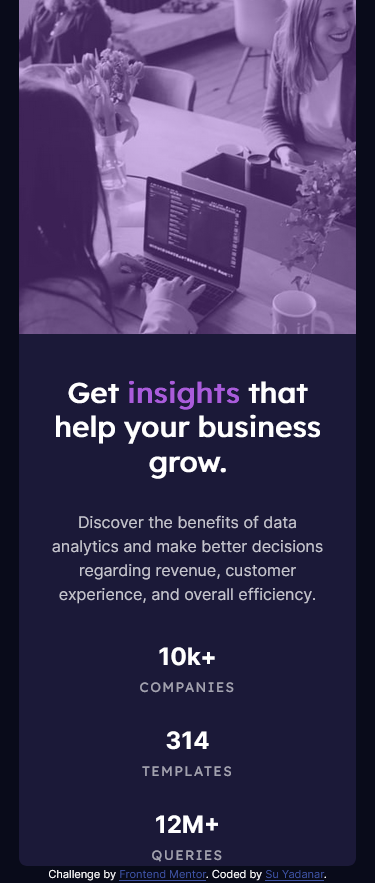 Get insights that
help your business
grow.
Discover the benefits of data
analytics and make better decisions
regarding revenue, customer
experience, and overall efficiency.
10k+
COMPANIES
314
TEMPLATES
12M+
QUERIES
Challenge by Frontend Mentor. Coded by Su Yadanar.